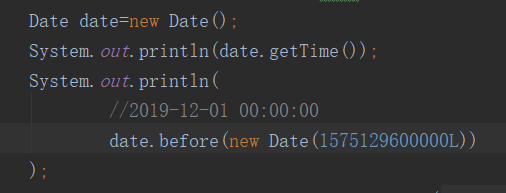 Date date=new Date();
System.out.println(date.getTime());
System.out.println(
//2019-12-01 00:00:00
date.before(new Date(1575129600000L))
);